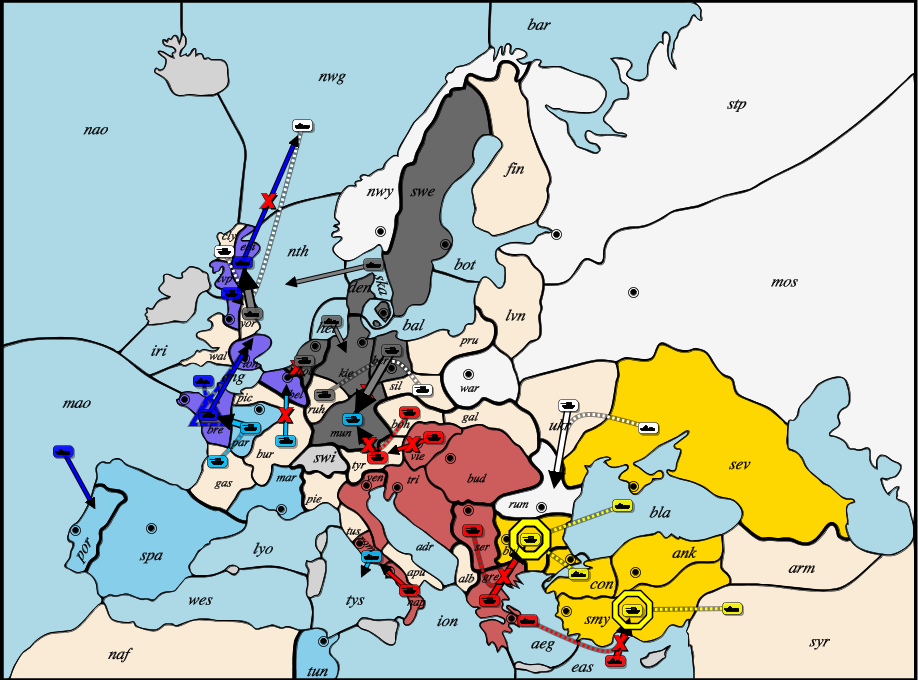 bar
nwg
stp
nao
fin
nwy
swe
cly
edi
nth
bot
lvp
ska
den
mos
lvn
yor
hel
bal
iri
wal
pru
lon
ber
kie
eng
hol
war
sil
mao
bel
pic
ruh
gal
bre
mun
boh
ukr
par
bur
vie
swi
tyr
sev
gas
mar
ven
tri
bud
pie
rum
bla
tus
por
spa
lyo
adr
ser
bul
ank
arm
apu
alb
gre
con
wes
tys
nap
ion
smy
naf
aeg
syr
eas
tun